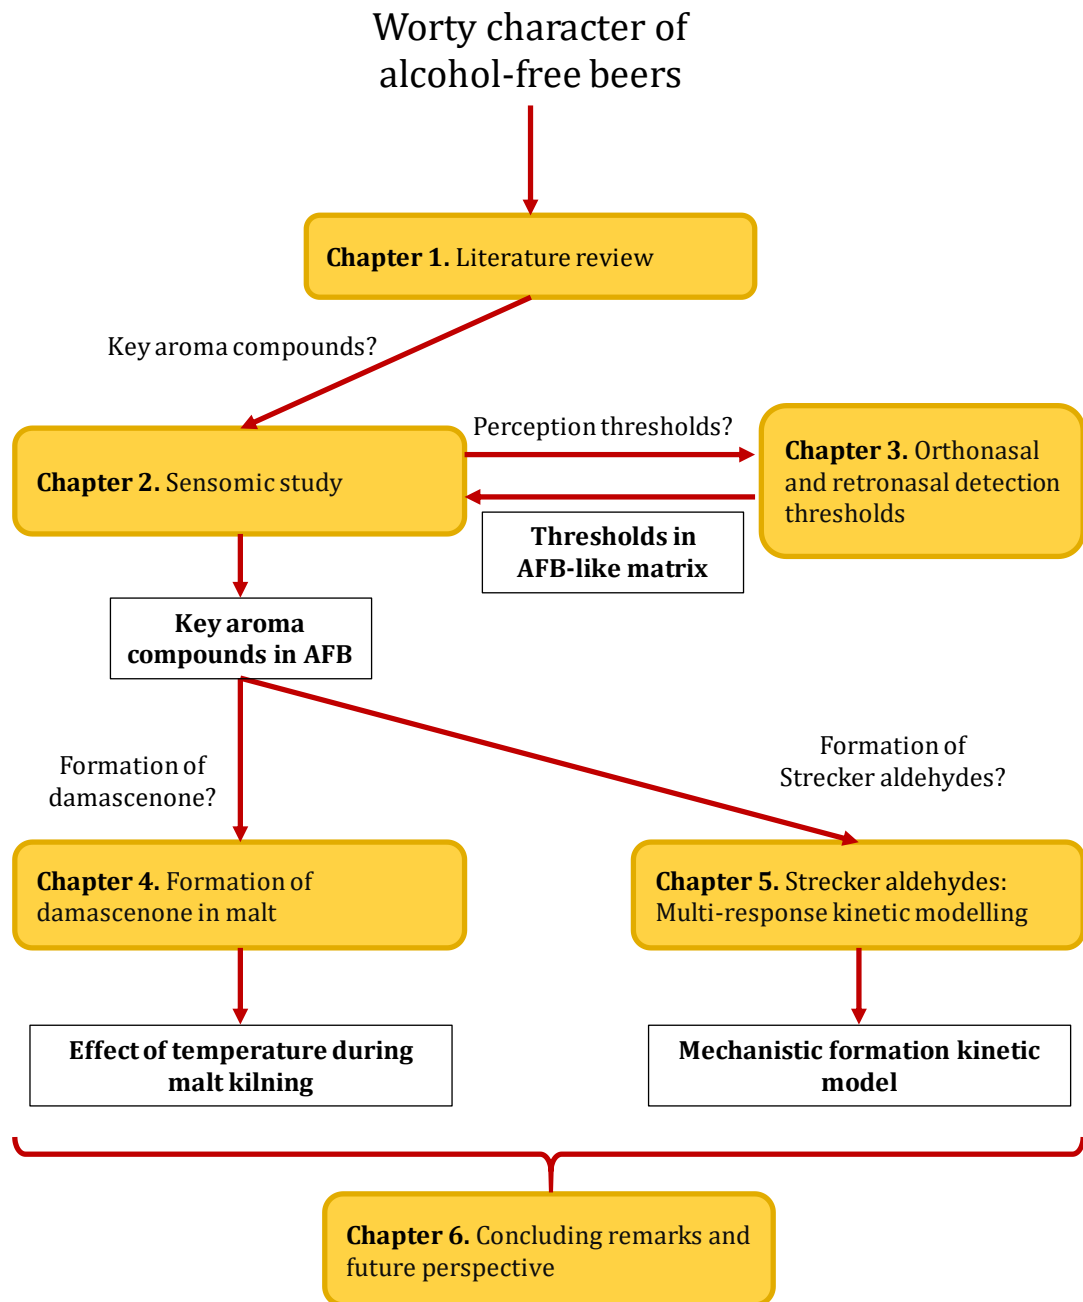 Worty character of
alcohol-free beers
Chapter 1. Literature review
Key aroma compounds?
Chapter 2. Sensomic study
Perception thresholds?
Chapter 3. Orthonasal
and retronasal detection
thresholds
Thresholds in
AFB-like matrix
Key aroma
compounds in AFB
Formation of
damascenone?
Formation of
Strecker aldehydes?
Chapter 4. Formation of
damascenone in malt
Chapter 5. Strecker aldehydes:
Multi-response kinetic modelling
Effect of temperature during
malt kilning
Mechanistic formation kinetic
model
Chapter 6. Concluding remarks and
future perspective